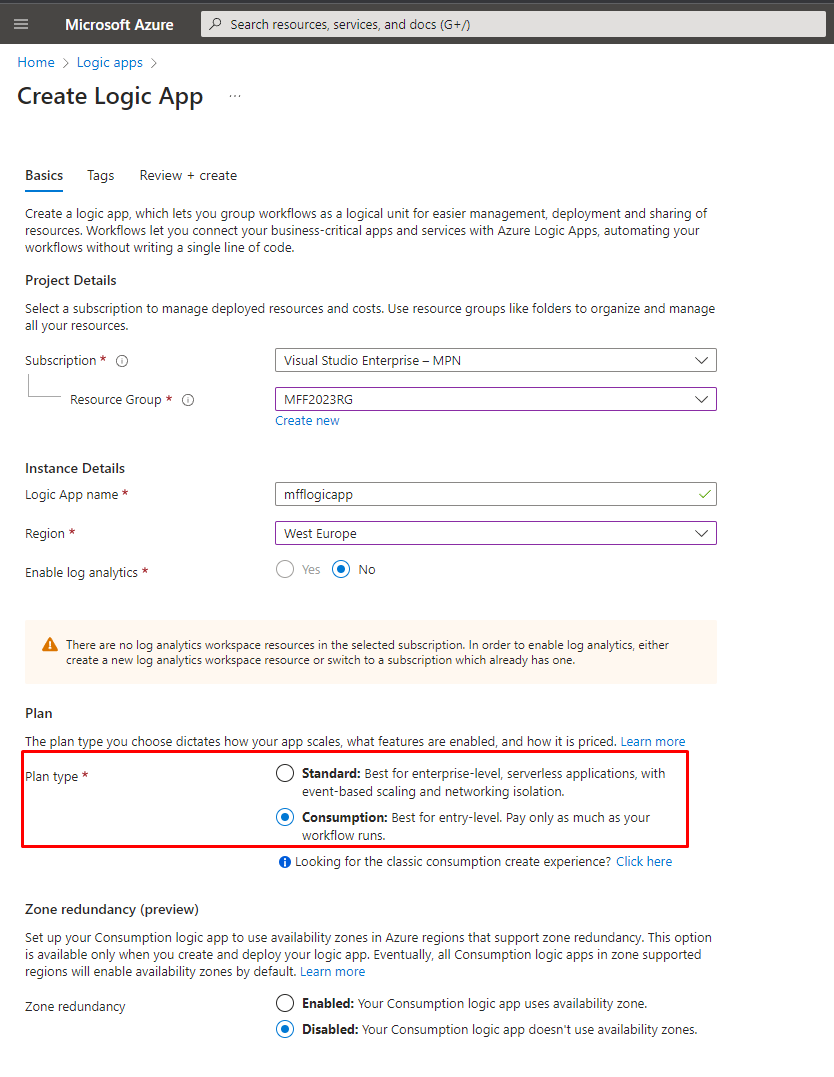 Microsoft Azure
Search resources, services, and docs (G+/)
Home > Logic apps >
Create Logic App ...
Basics Tags Review + create
Create a logic app, which lets you group workflows as a logical unit for easier management, deployment and sharing of
resources. Workflows let you connect your business-critical apps and services with Azure Logic Apps, automating your
workflows without writing a single line of code.
Project Details
Select a subscription to manage deployed resources and costs. Use resource groups like folders to organize and manage
all your resources.
Subscription * Visual Studio Enterprise – MPN
Resource Group * MFF2023RG
Create new
Instance Details
Logic App name * mfflogicapp
Region * West Europe
Enable log analytics * Yes No
There are no log analytics workspace resources in the selected subscription. In order to enable log analytics, either
create a new log analytics workspace resource or switch to a subscription which already has one.
Plan
The plan type you choose dictates how your app scales, what features are enabled, and how it is priced. Learn more
Plan type * Standard: Best for enterprise-level, serverless applications, with
event-based scaling and networking isolation.
Consumption: Best for entry-level. Pay only as much as your
workflow runs.
Looking for the classic consumption create experience? Click here
Zone redundancy (preview)
Set up your Consumption logic app to use availability zones in Azure regions that support zone redundancy. This option
is available only when you create and deploy your logic app. Eventually, all Consumption logic apps in zone supported
regions will enable availability zones by default. Learn more
Zone redundancy Enabled: Your Consumption logic app uses availability zone.
Disabled: Your Consumption logic app doesn't use availability zones.